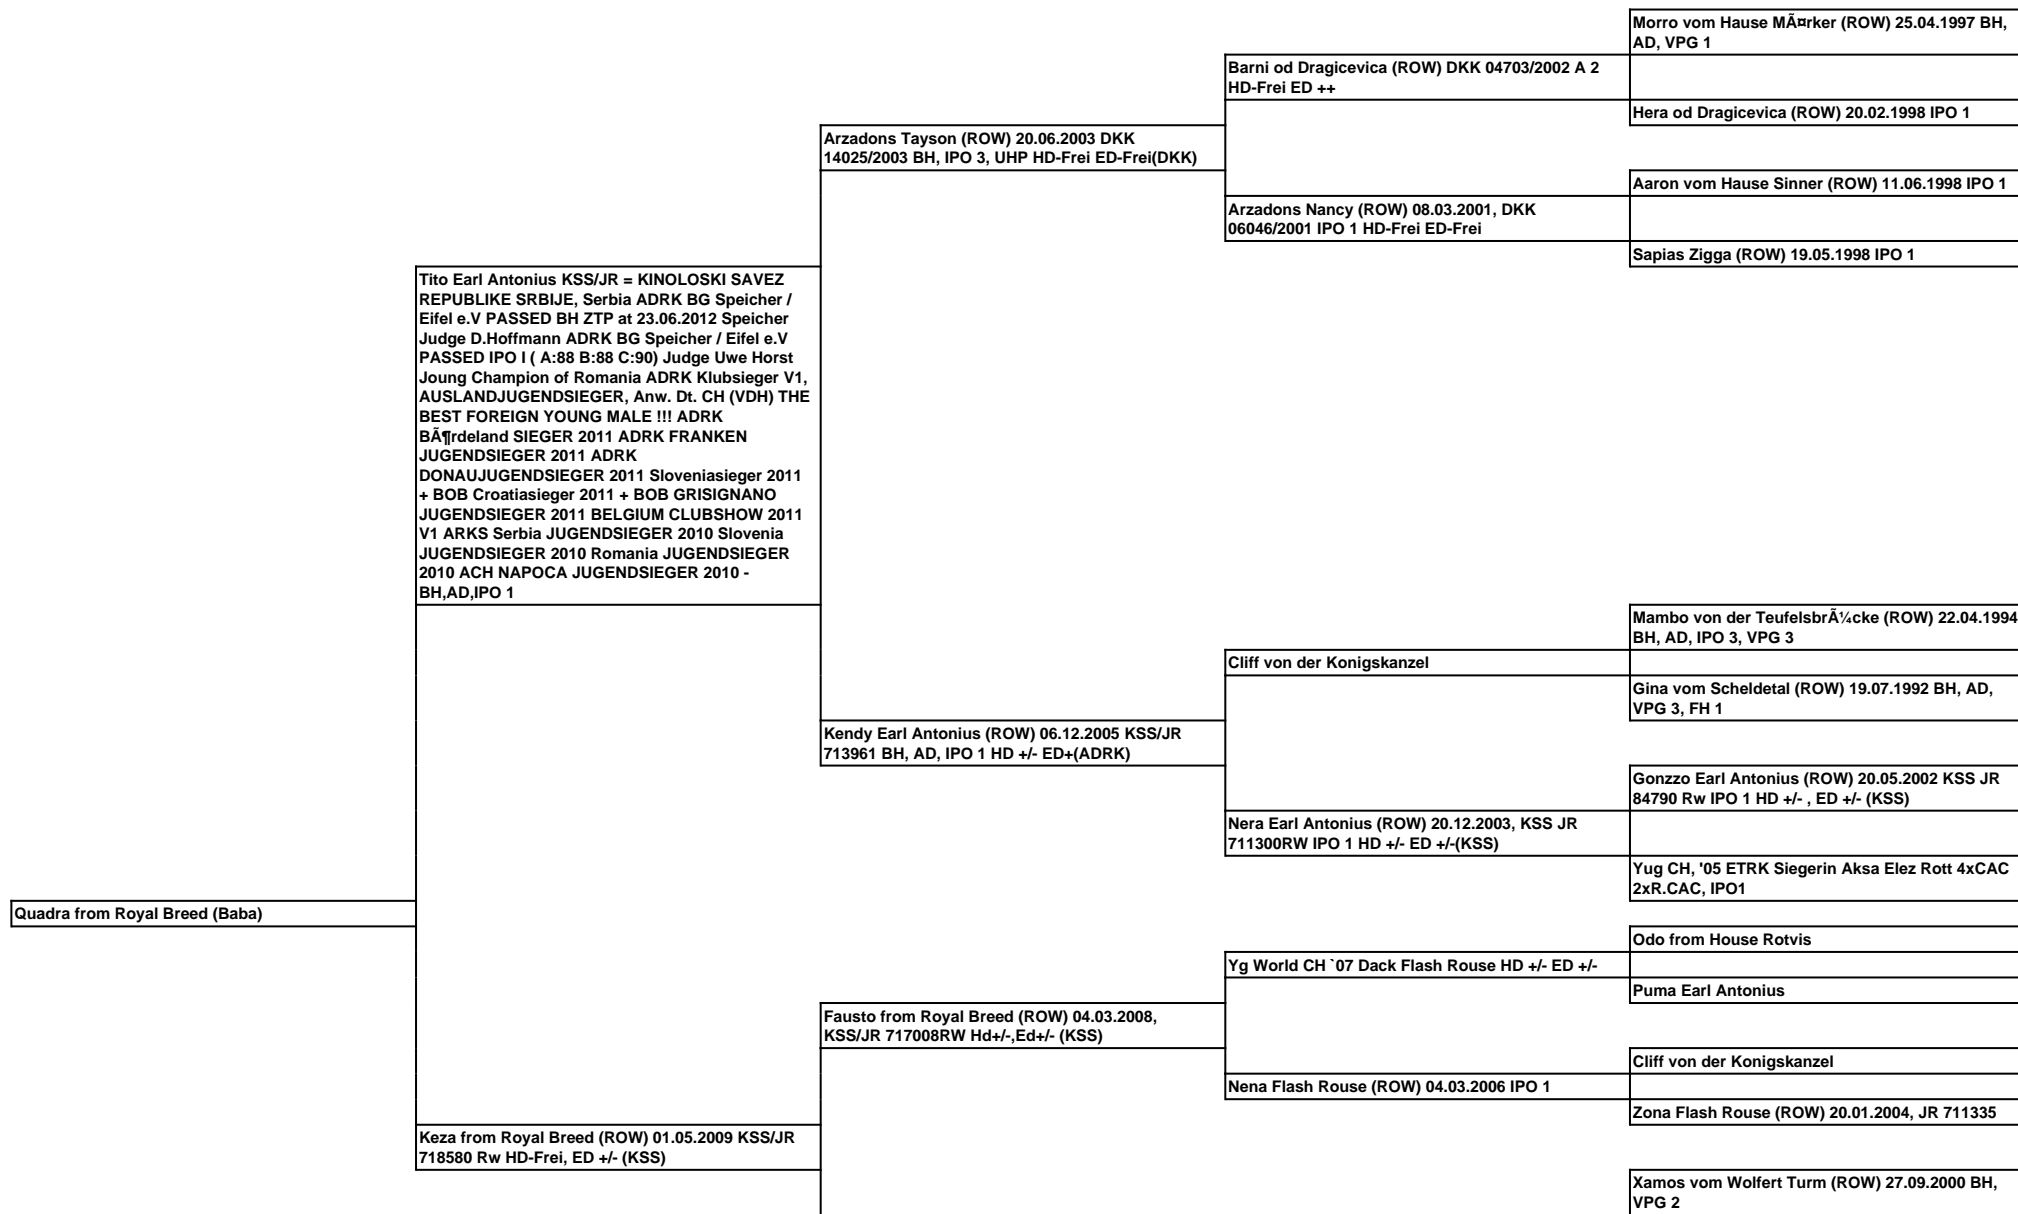 Morro vom Hause MÃ¤rker (ROW) 25.04.1997 BH,
AD, VPG 1
Barni od Dragicevica (ROW) DKK 04703/2002 A 2
HD-Frei ED ++
Hera od Dragicevica (ROW) 20.02.1998 IPO 1
Arzadons Tayson (ROW) 20.06.2003 DKK
14025/2003 BH, IPO 3, UHP HD-Frei ED-Frei(DKK)
Aaron vom Hause Sinner (ROW) 11.06.1998 IPO 1
Arzadons Nancy (ROW) 08.03.2001, DKK
06046/2001 IPO 1 HD-Frei ED-Frei
Sapias Zigga (ROW) 19.05.1998 IPO 1
Tito Earl Antonius KSS/JR = KINOLOSKI SAVEZ
REPUBLIKE SRBIJE, Serbia ADRK BG Speicher /
Eifel e.V PASSED BH ZTP at 23.06.2012 Speicher
Judge D.Hoffmann ADRK BG Speicher / Eifel e.V
PASSED IPO I ( A:88 B:88 C:90) Judge Uwe Horst
Joung Champion of Romania ADRK Klubsieger V1,
AUSLANDJUGENDSIEGER, Anw. Dt. CH (VDH) THE
BEST FOREIGN YOUNG MALE !!! ADRK
BÃ¶rdeland SIEGER 2011 ADRK FRANKEN
JUGENDSIEGER 2011 ADRK
DONAUJUGENDSIEGER 2011 Sloveniasieger 2011
+ BOB Croatiasieger 2011 + BOB GRISIGNANO
JUGENDSIEGER 2011 BELGIUM CLUBSHOW 2011
V1 ARKS Serbia JUGENDSIEGER 2010 Slovenia
JUGENDSIEGER 2010 Romania JUGENDSIEGER
2010 ACH NAPOCA JUGENDSIEGER 2010 -
BH,AD,IPO 1
Mambo von der TeufelsbrÃ¼cke (ROW) 22.04.1994
BH, AD, IPO 3, VPG 3
Cliff von der Konigskanzel
Gina vom Scheldetal (ROW) 19.07.1992 BH, AD,
VPG 3, FH 1
Kendy Earl Antonius (ROW) 06.12.2005 KSS/JR
713961 BH, AD, IPO 1 HD +/- ED+(ADRK)
Gonzzo Earl Antonius (ROW) 20.05.2002 KSS JR
84790 Rw IPO 1 HD +/- , ED +/- (KSS)
Nera Earl Antonius (ROW) 20.12.2003, KSS JR
711300RW IPO 1 HD +/- ED +/-(KSS)
Yug CH, '05 ETRK Siegerin Aksa Elez Rott 4xCAC
2xR.CAC, IPO1
Quadra from Royal Breed (Baba)
Odo from House Rotvis
Yg World CH `07 Dack Flash Rouse HD +/- ED +/-
Puma Earl Antonius
Fausto from Royal Breed (ROW) 04.03.2008,
KSS/JR 717008RW Hd+/-,Ed+/- (KSS)
Cliff von der Konigskanzel
Nena Flash Rouse (ROW) 04.03.2006 IPO 1
Zona Flash Rouse (ROW) 20.01.2004, JR 711335
Keza from Royal Breed (ROW) 01.05.2009 KSS/JR
718580 Rw HD-Frei, ED +/- (KSS)
Xamos vom Wolfert Turm (ROW) 27.09.2000 BH,
VPG 2